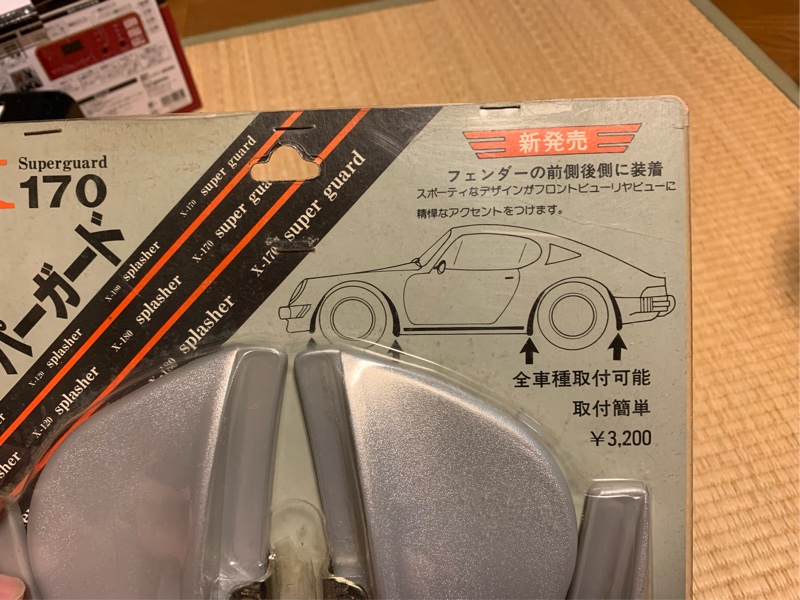 Superguard
170
パーガード
X-170 super guard
X-180 splasher
X-170 super gua
X-180 splasher
X-170 super guard
X-180 splasher
X-120 splasher
X-120 splasher
新発売
フェンダーの前側後側に装着
スポーティなデザインがフロントビューリヤビューに
精悍なアクセントをつけます。
全車種取付可能
取付簡単
￥3,200